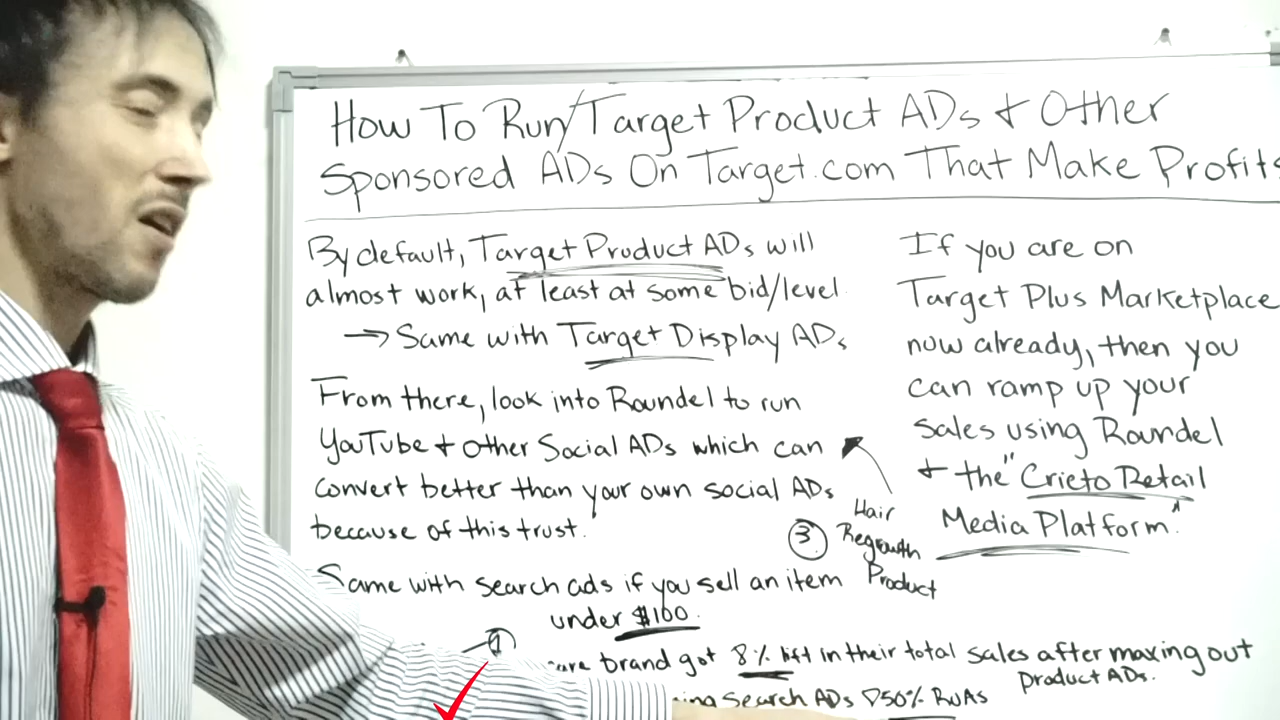 How To Run/Target Product ADs + Other
Sponsored ADs On Target.com That Make Profits
By default, Target Product ADs will
almost work, at least at some bid/level.
→ Same with Target Display ADs
From there, look into Roundel to run
YouTube + other Social ADs which can
convert better than your own social ADs
because of this trust.
Same with search ads if you sell an item
under $100.
If you are on
Target Plus Marketplace
now already, then you
can ramp up your
sales using Roundel
+ the "Crieto Retail
Media Platform."
3.
Hair
Regrowth
Product
1
brand got 8% lift in their total sales after maxing out
product ADs.
Search ADs 50%